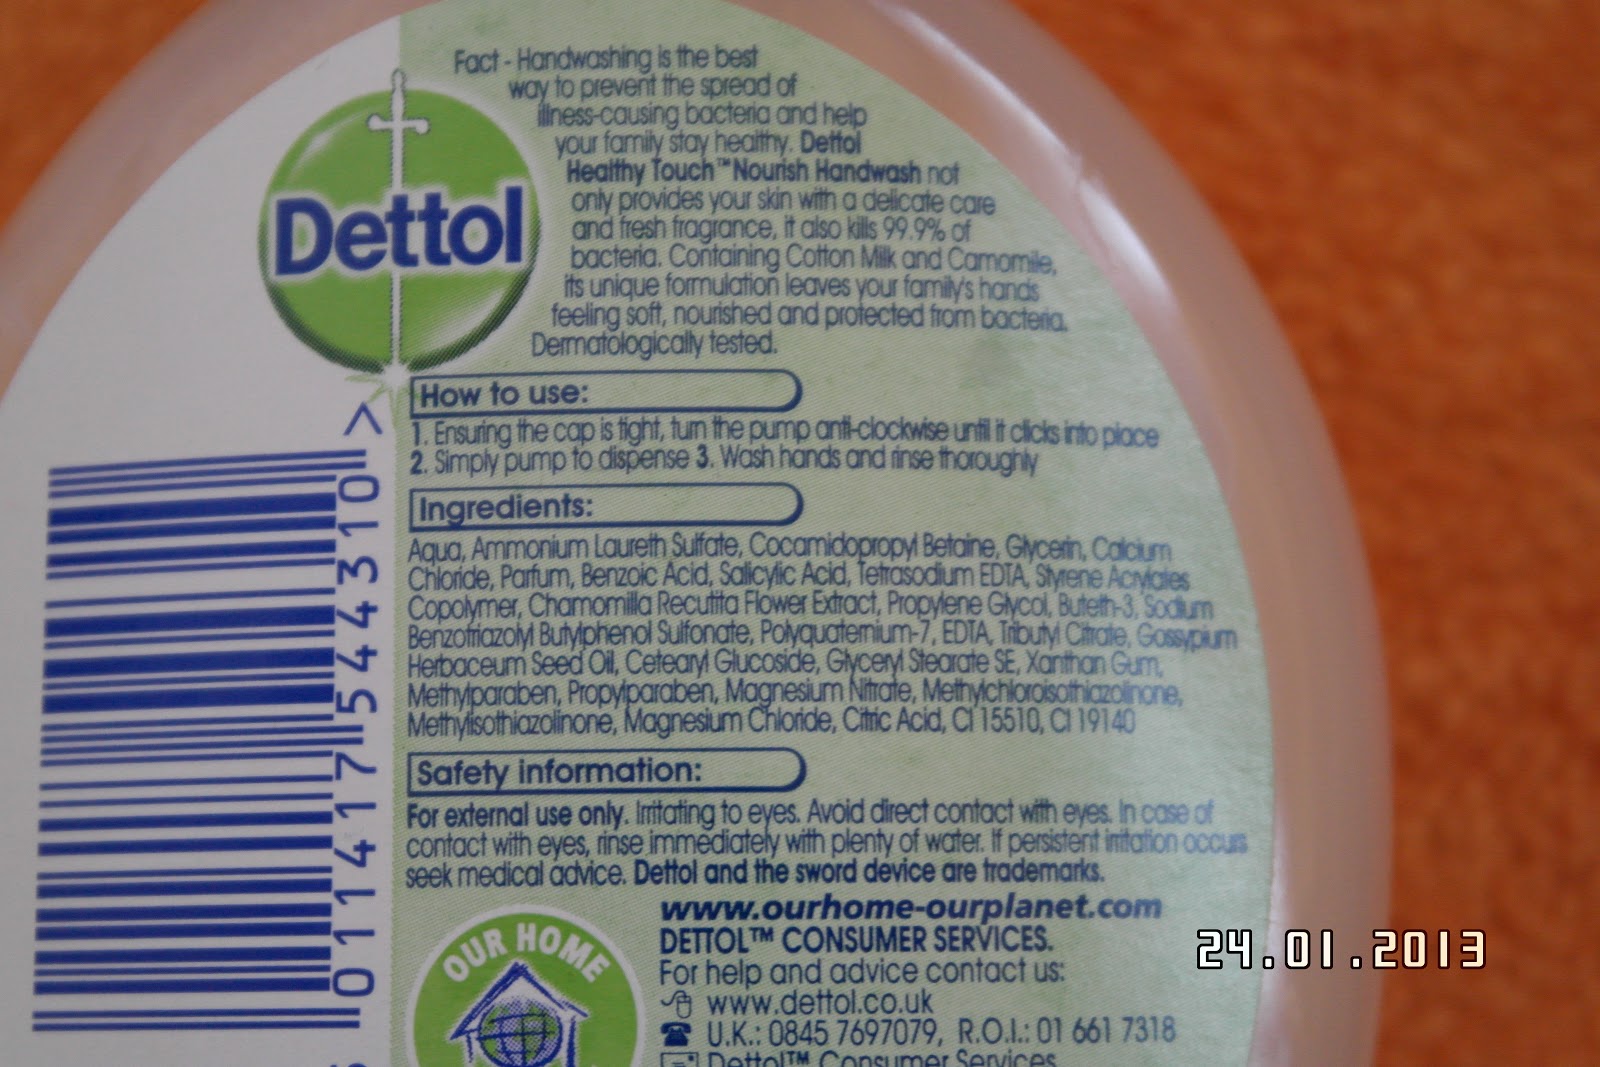 Fact - Handwashing is the best
way to prevent the spread of
illness-causing bacteria and help
your family stay healthy. Dettol
Healthy Touch™ Nourish Handwash not
only provides your skin with a delicate care
and fresh fragrance, it also kills 99.9% of
bacteria. Containing Cotton Milk and Camomile,
its unique formulation leaves your family's hands
feeling soft, nourished and protected from bacteria.
Dermatologically tested.
Dettol
How to use:
1. Ensuring the cap is tight, turn the pump anti-clockwise until it clicks into place
2. Simply pump to dispense 3. Wash hands and rinse thoroughly
Ingredients:
Aqua, Ammonium Laureth Sulfate, Cocamidopropyl Betaine, Glycerin, Calcium
Chloride, Parfum, Benzoic Acid, Salicylic Acid, Tetrasodium EDTA, Styrene Acrylates
Copolymer, Chamomilla Recutita Flower Extract, Propylene Glycol, Buteth-3, Sodium
Benzotriazolyl Butylphenol Sulfonate, Polyquaternium-7, EDTA, Tributyl Citrate, Gossypium
Herbaceum Seed Oil, Cetearyl Glucoside, Glyceryl Stearate SE, Xanthan Gum,
Methylparaben, Propylparaben, Magnesium Nitrate, Methylchloroisothiazolinone,
Methylisothiazolinone, Magnesium Chloride, Citric Acid, CI 15510, CI 19140
Safety information:
For external use only. Irritating to eyes. Avoid direct contact with eyes. In case of
contact with eyes, rinse immediately with plenty of water. If persistent irritation occurs
seek medical advice. Dettol and the sword device are trademarks.
www.ourhome-ourplanet.com
DETTOL™ CONSUMER SERVICES.
For help and advice contact us:
www.dettol.co.uk
U.K.: 0845 7697079, R.O.I.: 01 661 7318
Dettol™ Consumer Services
OUR HOME
011417 544310 >
24.01.2013